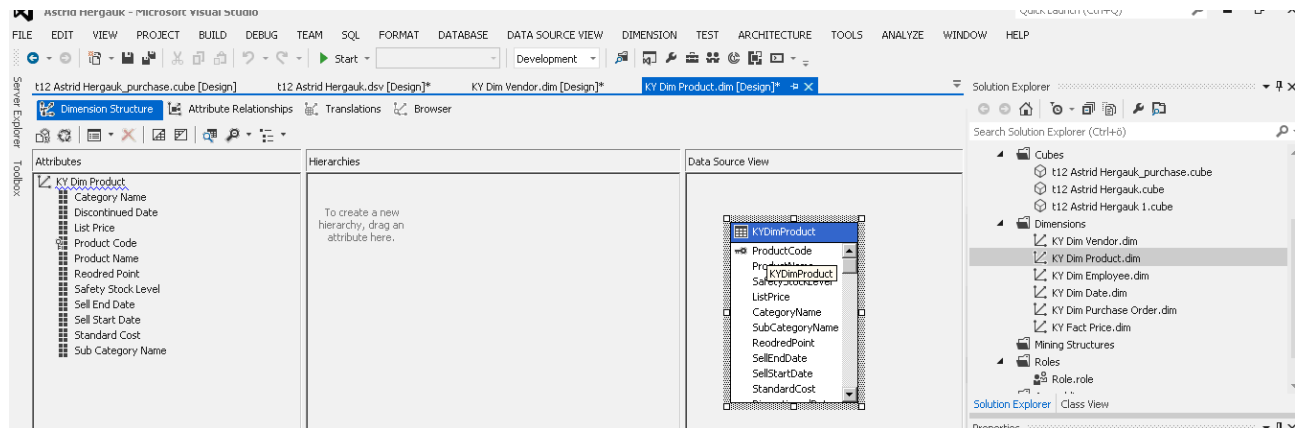 Astrid Hergauk - Microsoft Visual Studio
Quick Launch (Ctrl+Q)
FILE EDIT VIEW PROJECT BUILD DEBUG TEAM SQL FORMAT DATABASE DATA SOURCE VIEW DIMENSION TEST ARCHITECTURE TOOLS ANALYZE WINDOW HELP
Start Development
Server Explorer
Toolbox
t12 Astrid Hergauk_purchase.cube [Design] t12 Astrid Hergauk.dsv [Design]* KY Dim Vendor.dim [Design]* KY Dim Product.dim [Design]*
Dimension Structure Attribute Relationships Translations Browser
Attributes
KY Dim Product
Category Name
Discontinued Date
List Price
Product Code
Product Name
Reodred Point
Safety Stock Level
Sell End Date
Sell Start Date
Standard Cost
Sub Category Name
Hierarchies
To create a new
hierarchy, drag an
attribute here.
Data Source View
KYDimProduct
ProductCode
KYDimProduct
SafetyStockLevel
ListPrice
CategoryName
SubCategoryName
ReodredPoint
SellEndDate
SellStartDate
StandardCost
Solution Explorer
Search Solution Explorer (Ctrl+ö)
Cubes
t12 Astrid Hergauk_purchase.cube
t12 Astrid Hergauk.cube
t12 Astrid Hergauk 1.cube
Dimensions
KY Dim Vendor.dim
KY Dim Product.dim
KY Dim Employee.dim
KY Dim Date.dim
KY Dim Purchase Order.dim
KY Fact Price.dim
Mining Structures
Roles
Role.role
Solution Explorer Class View
Properties